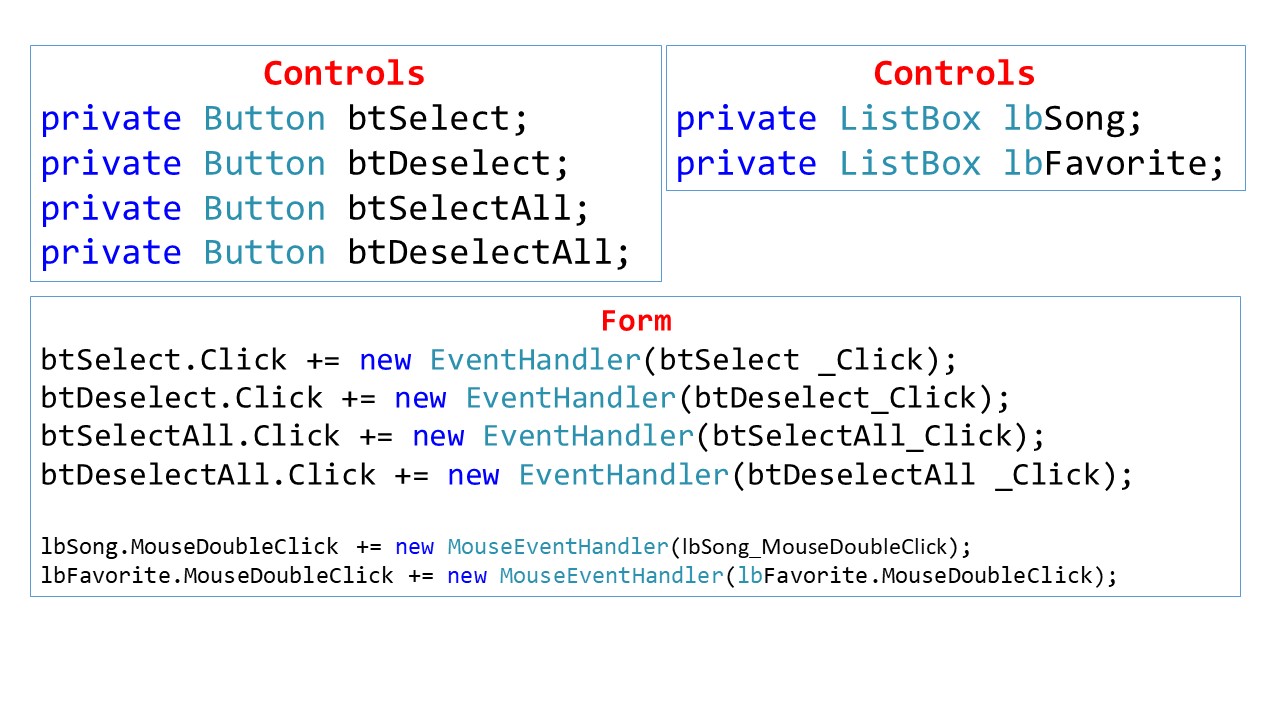 Controls
private Button btSelect;
private Button btDeselect;
private Button btSelectAll;
private Button btDeselectAll;
Controls
private ListBox lbSong;
private ListBox lbFavorite;
Form
btSelect.Click += new EventHandler(btSelect _Click);
btDeselect.Click += new EventHandler(btDeselect_Click);
btSelectAll.Click += new EventHandler(btSelectAll_Click);
btDeselectAll.Click += new EventHandler(btDeselectAll _Click);
lbSong.MouseDoubleClick += new MouseEventHandler(lbSong_MouseDoubleClick);
lbFavorite.MouseDoubleClick += new MouseEventHandler(lbFavorite.MouseDoubleClick);